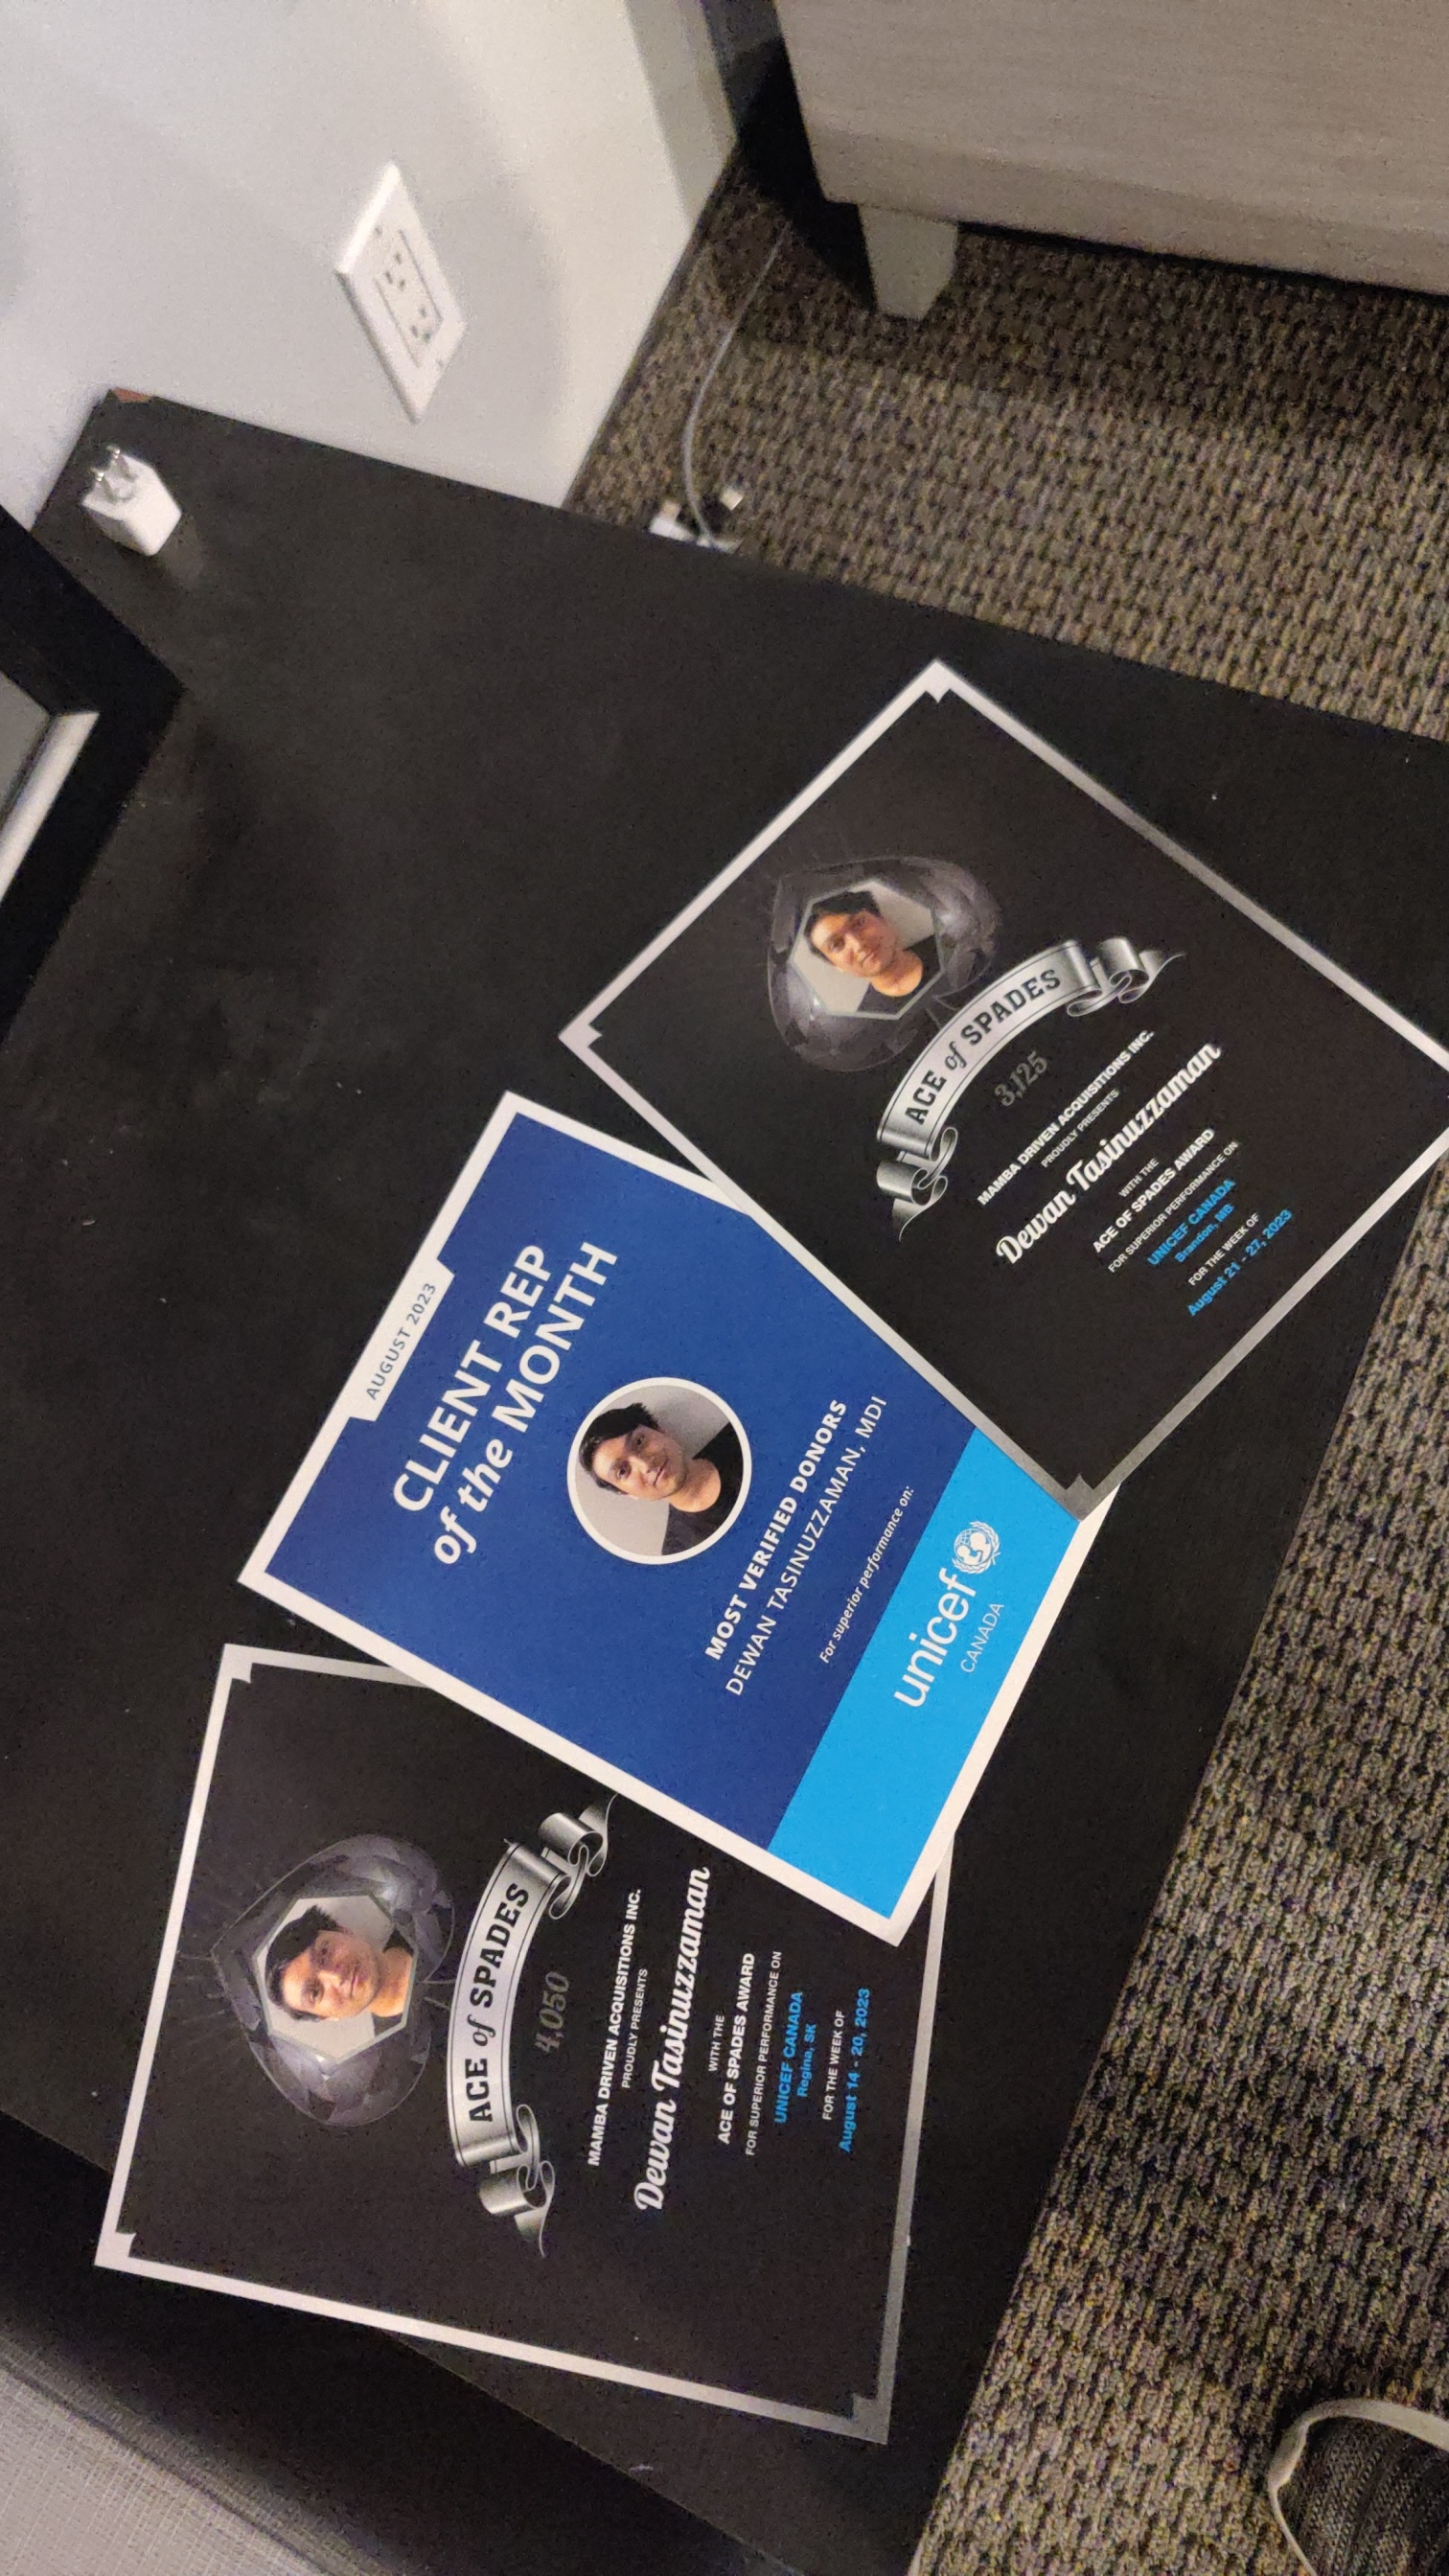 ACE of SPADES
3,125
MAMBA DRIVEN ACQUISITIONS INC.
PROUDLY PRESENTS
Dewan Tasinuzzaman
WITH THE
ACE OF SPADES AWARD
FOR SUPERIOR PERFORMANCE ON
UNICEF CANADA
Brandon, MB
FOR THE WEEK OF
August 21 - 27, 2023
AUGUST 2023
CLIENT REP
of the MONTH
MOST VERIFIED DONORS
DEWAN TASINUZZAMAN, MDI
For superior performance on:
unicef
CANADA
ACE of SPADES
4,050
MAMBA DRIVEN ACQUISITIONS INC.
PROUDLY PRESENTS
Dewan Tasinuzzaman
WITH THE
ACE OF SPADES AWARD
FOR SUPERIOR PERFORMANCE ON
UNICEF CANADA
Regina, SK
FOR THE WEEK OF
August 14 - 20, 2023